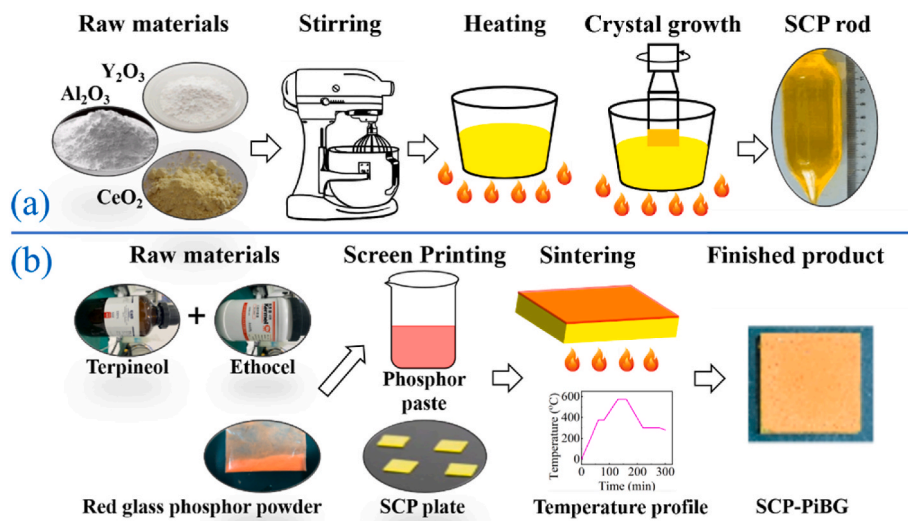 (a)
Raw materials
Stirring
Heating
Crystal growth
SCP rod
Y₂O₃
Al₂O₃
CeO₂
(b)
Raw materials
Screen Printing
Sintering
Finished product
+
Terpineol
Ethocel
Phosphor
paste
Red glass phosphor powder
SCP plate
Temperature (°C)
600
400
200
0
0 100 200 300
Time (min)
Temperature profile
SCP-PiBG